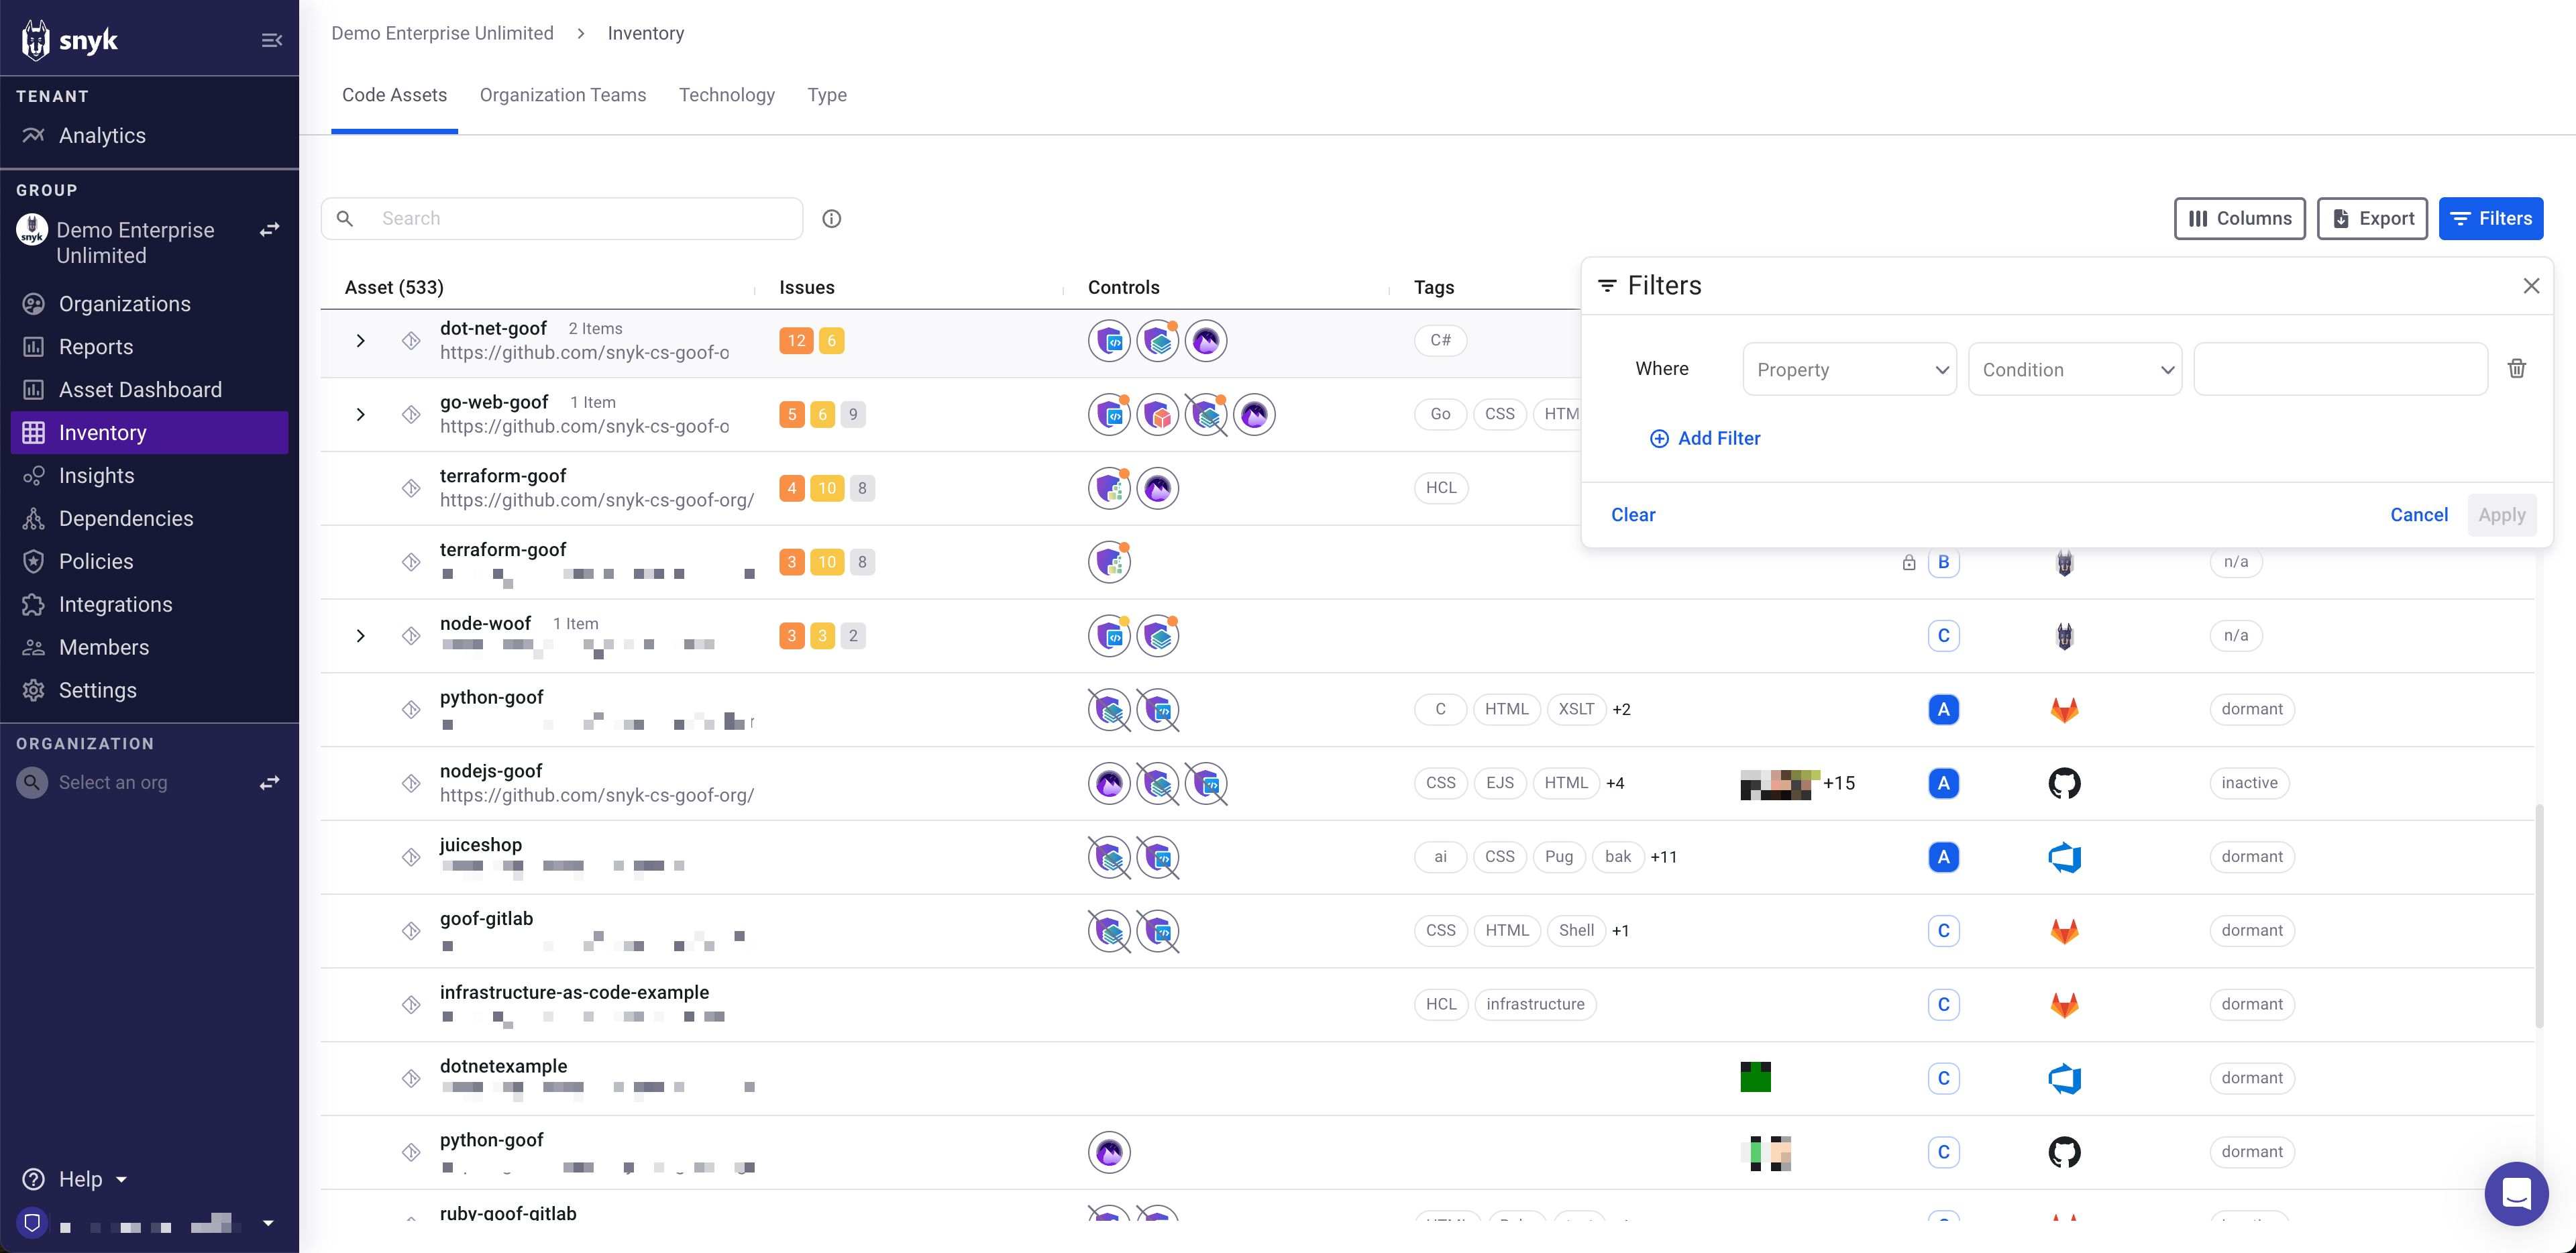 snyk
TENANT
Analytics
GROUP
snyk
Demo Enterprise
Unlimited
Organizations
Reports
Asset Dashboard
Inventory
Insights
Dependencies
Policies
Integrations
Members
Settings
ORGANIZATION
Select an org
Help
Demo Enterprise Unlimited > Inventory
Code Assets Organization Teams Technology Type
Search
Columns Export Filters
Asset (533) Issues Controls Tags
Filters
Where Property Condition
Add Filter
Clear Cancel Apply
dot-net-goof 2 Items 12 6 C#
https://github.com/snyk-cs-goof-o
go-web-goof 1 Item 5 6 9 Go CSS HTM
https://github.com/snyk-cs-goof-o
terraform-goof 4 10 8 HCL
https://github.com/snyk-cs-goof-org/
terraform-goof 3 10 8 B n/a
node-woof 1 Item 3 3 2 C n/a
python-goof C HTML XSLT +2 A dormant
nodejs-goof CSS EJS HTML +4 +15 A inactive
https://github.com/snyk-cs-goof-org/
juiceshop ai CSS Pug bak +11 A dormant
goof-gitlab CSS HTML Shell +1 C dormant
infrastructure-as-code-example HCL infrastructure C dormant
dotnetexample C dormant
python-goof C dormant
ruby-goof-gitlab